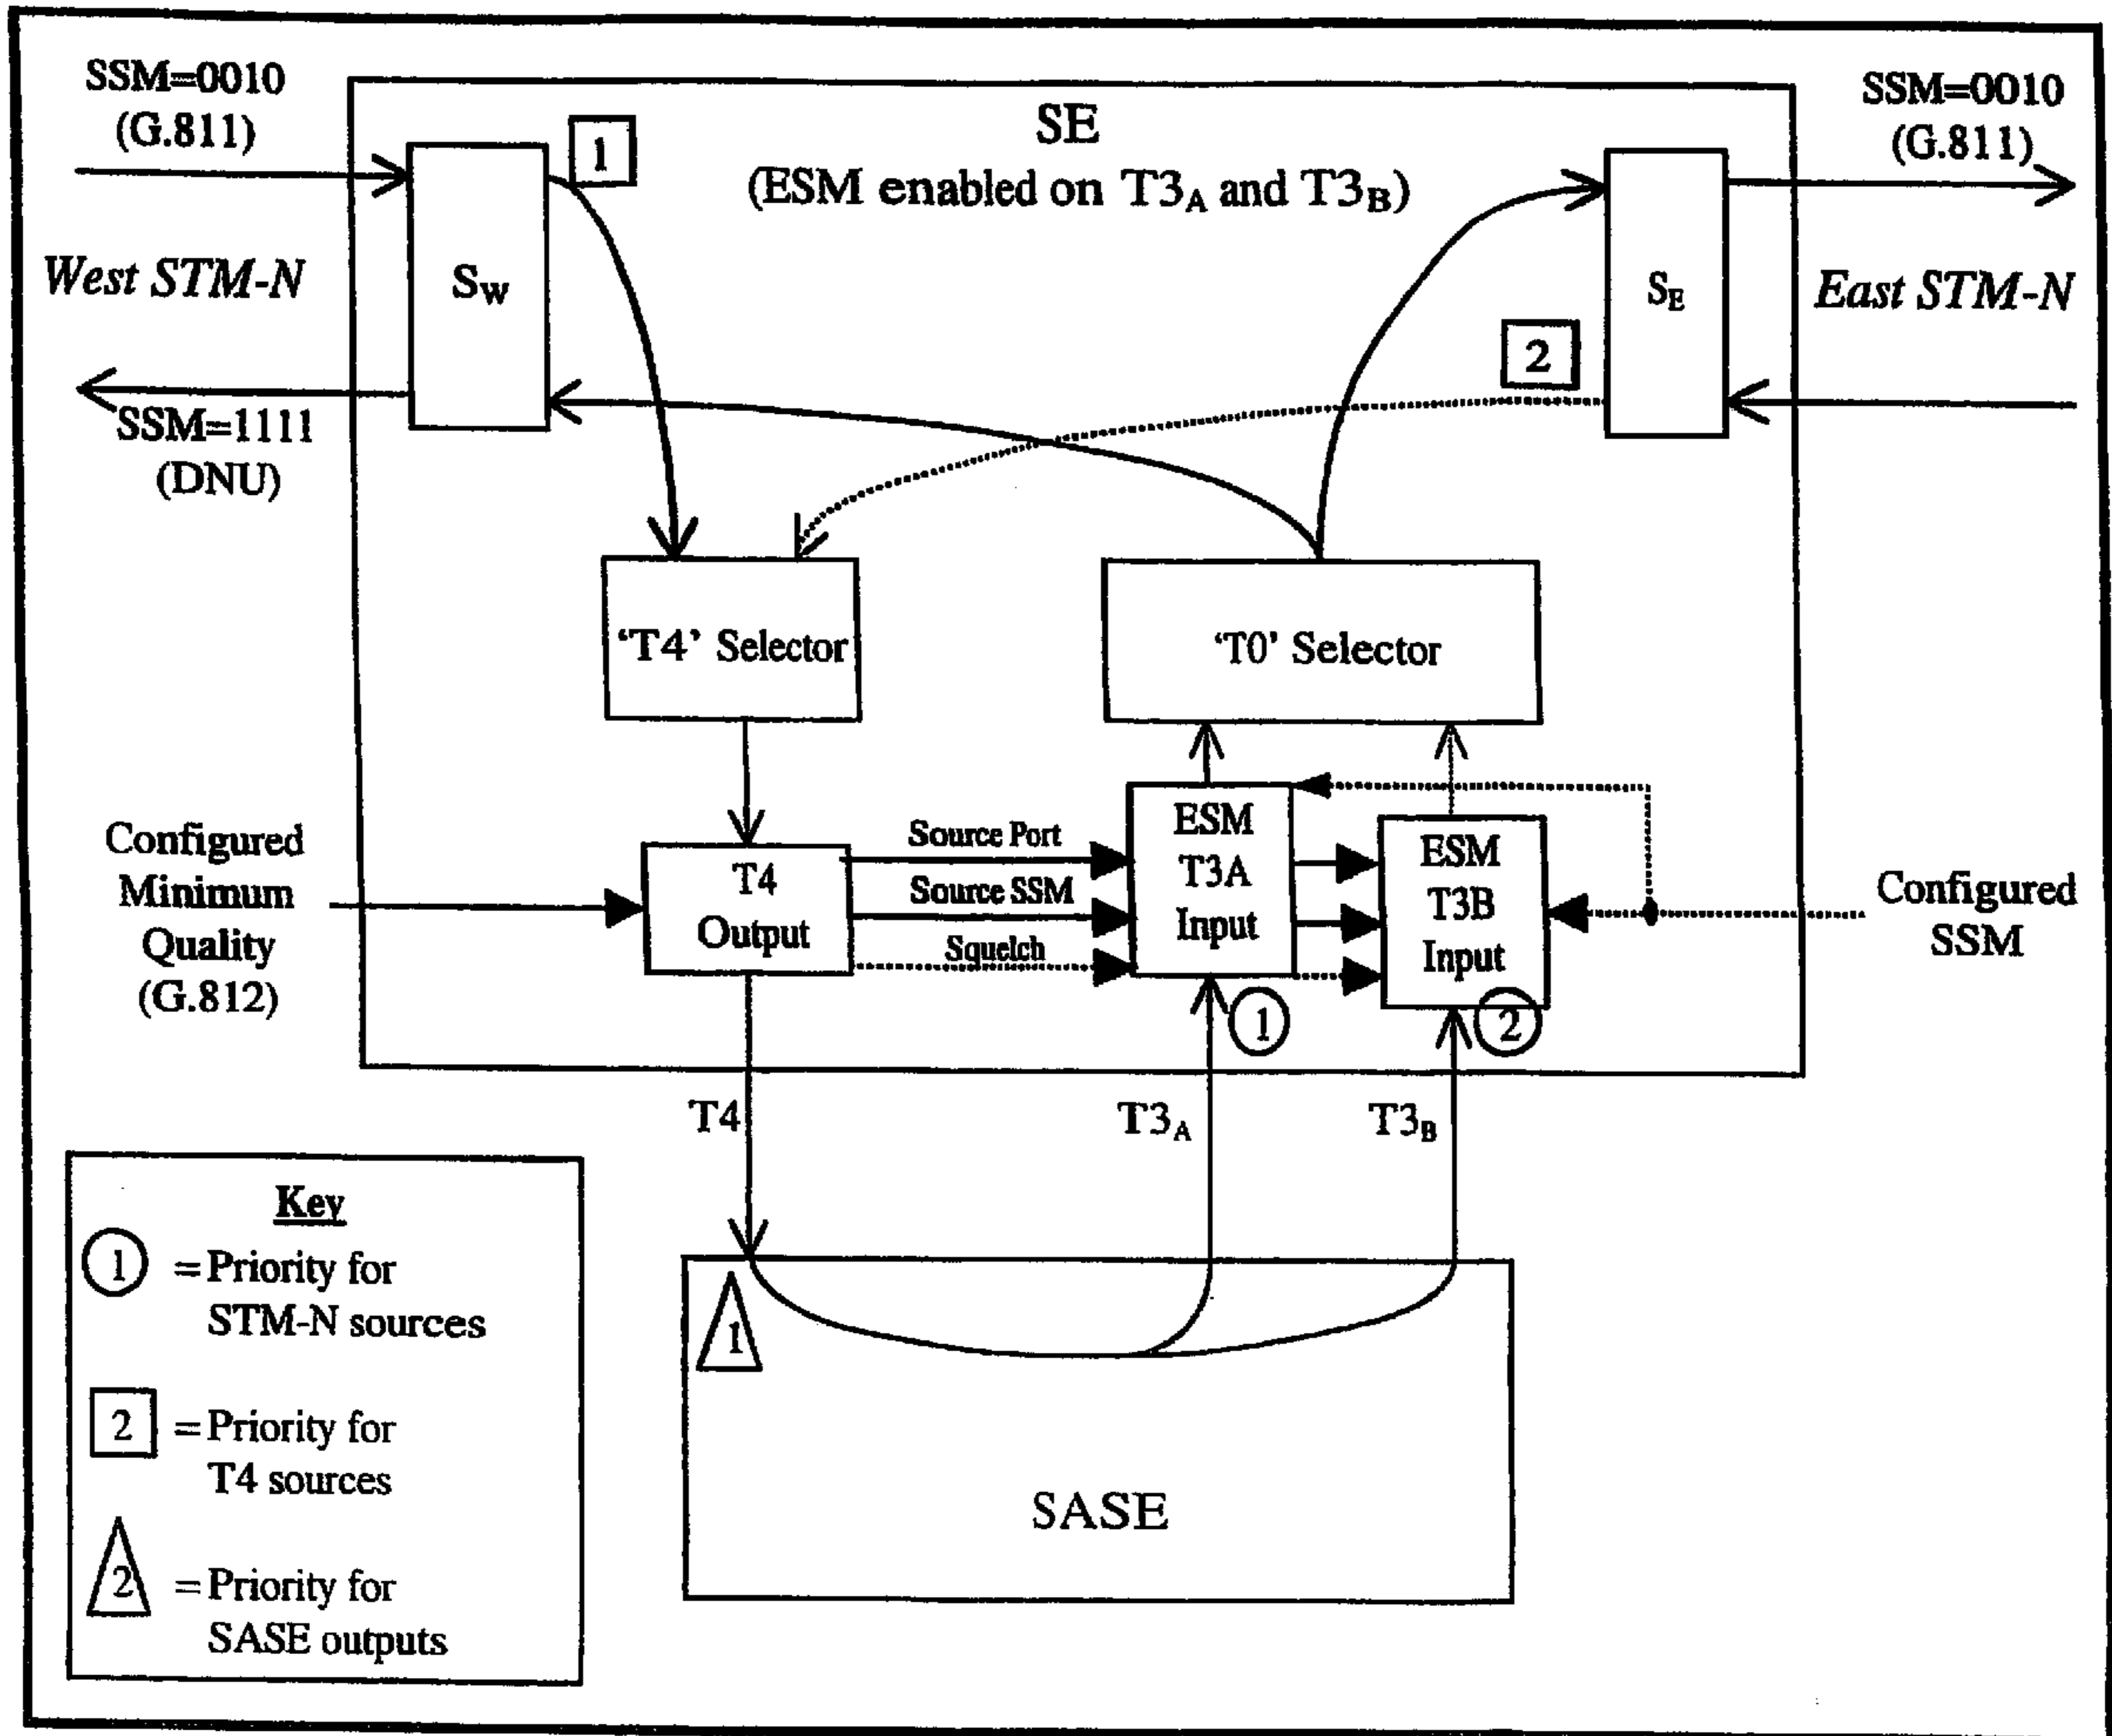 SSM=0010
(G.811)
SE
(ESM enabled on T3A and T3B)
SSM=0010
(G.811)
1
West STM-N
SW
SE
East STM-N
2
SSM=1111
(DNU)
‘T4’ Selector
‘T0’ Selector
Configured
Minimum
Quality
(G.812)
T4
Output
Source Port
Source SSM
Squelch
ESM
T3A
Input
ESM
T3B
Input
Configured
SSM
1
2
T4
T3A
T3B
Key
1 = Priority for
STM-N sources
2 = Priority for
T4 sources
2 = Priority for
SASE outputs
1
SASE